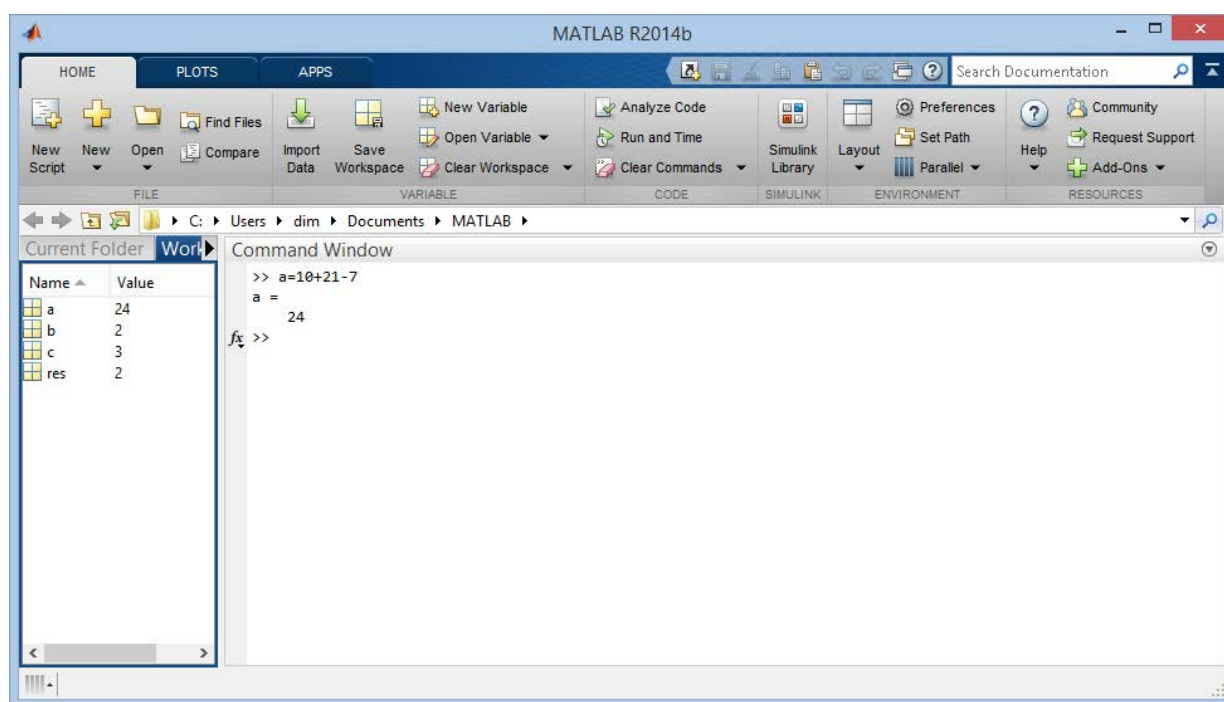 MATLAB R2014b
HOME PLOTS APPS Search Documentation
New Script
New
Open
Find Files
Compare
Import Data
Save Workspace
New Variable
Open Variable
Clear Workspace
Analyze Code
Run and Time
Clear Commands
Simulink Library
Layout
Preferences
Set Path
Parallel
Help
Community
Request Support
Add-Ons
FILE VARIABLE CODE SIMULINK ENVIRONMENT RESOURCES
C: Users dim Documents MATLAB
Current Folder Work
Name Value
a 24
b 2
c 3
res 2
Command Window
>> a=10+21-7
a =
24
fx >>